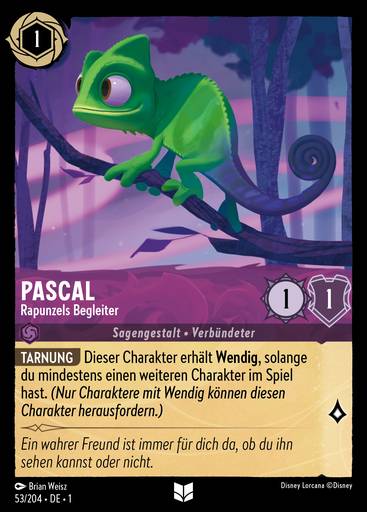 1
PASCAL
Rapunzels Begleiter
1 1
Sagengestalt • Verbündeter
TARNUNG Dieser Charakter erhält Wendig, solange
du mindestens einen weiteren Charakter im Spiel
hast. (Nur Charaktere mit Wendig können diesen
Charakter herausfordern.)
Ein wahrer Freund ist immer für dich da, ob du ihn
sehen kannst oder nicht.
Brian Weisz
Disney Lorcana ©Disney
53/204 • DE • 1